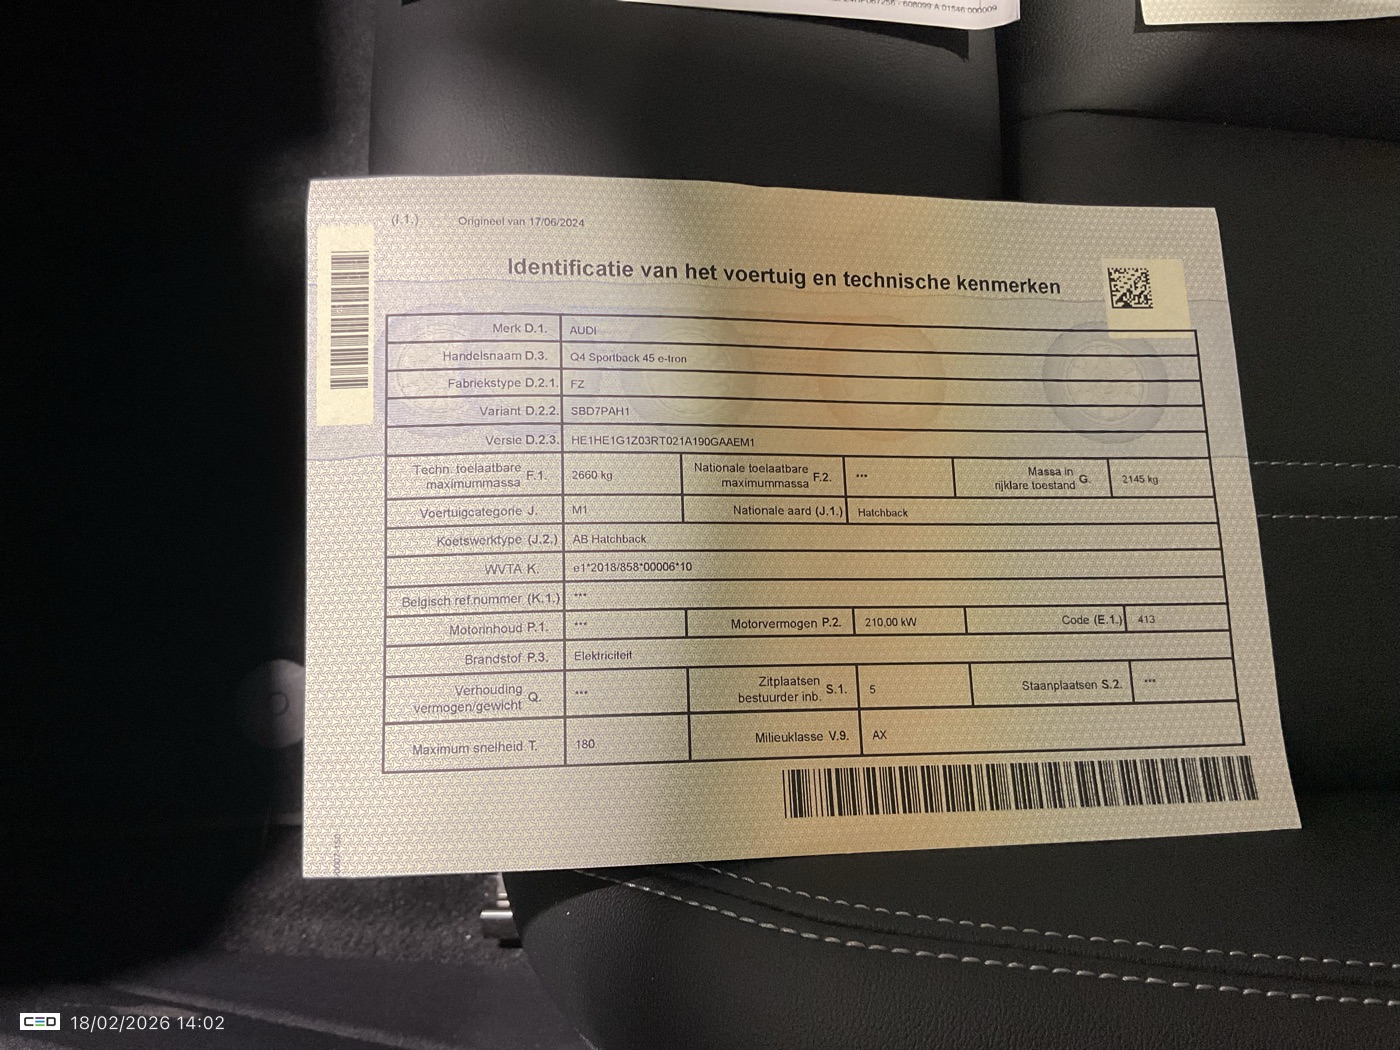 608099 A 01546 000009
(I.1.) Origineel van 17/06/2024
Identificatie van het voertuig en technische kenmerken
Merk D.1. AUDI
Handelsnaam D.3. Q4 Sportback 45 e-tron
Fabriekstype D.2.1. FZ
Variant D.2.2. SBD7PAH1
Versie D.2.3. HE1HE1G1Z03RT021A190GAAEM1
Techn. toelaatbare maximummassa F.1. 2660 kg Nationale toelaatbare maximummassa F.2. *** Massa in rijklare toestand G. 2145 kg
Voertuigcategorie J. M1 Nationale aard (J.1.) Hatchback
Koetswerktype (J.2.) AB Hatchback
WVTA K. e1*2018/858*00006*10
Belgisch ref.nummer (K.1.) ***
Motorinhoud P.1. *** Motorvermogen P.2. 210,00 kW Code (E.1.) 413
Brandstof P.3. Elektriciteit
Verhouding vermogen/gewicht Q. *** Zitplaatsen bestuurder inb. S.1. 5 Staanplaatsen S.2. ***
Maximum snelheid T. 180 Milieuklasse V.9. AX
CED 18/02/2026 14:02